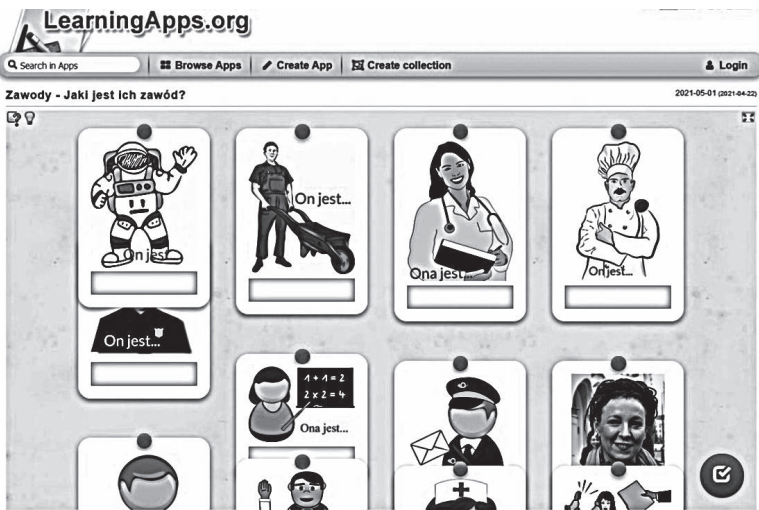 LearningApps.org
Search in Apps Browse Apps Create App Create collection Login
Zawody - Jaki jest ich zawód? 2021-05-01 (2021-04-22)
On jest...
On jest...
Ona jest...
On jest...
On jest...
1 + 1 = 2
2 x 2 = 4
Ona jest...